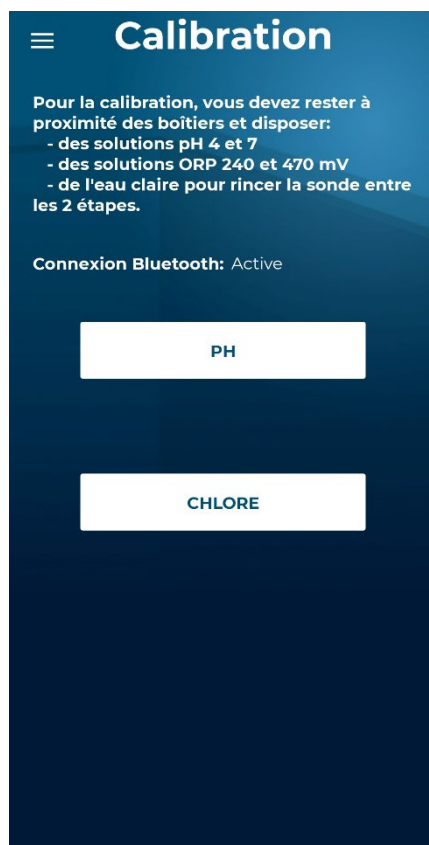 Calibration
Pour la calibration, vous devez rester à
proximité des boîtiers et disposer:
- des solutions pH 4 et 7
- des solutions ORP 240 et 470 mV
- de l'eau claire pour rincer la sonde entre
les 2 étapes.
Connexion Bluetooth: Active
PH
CHLORE